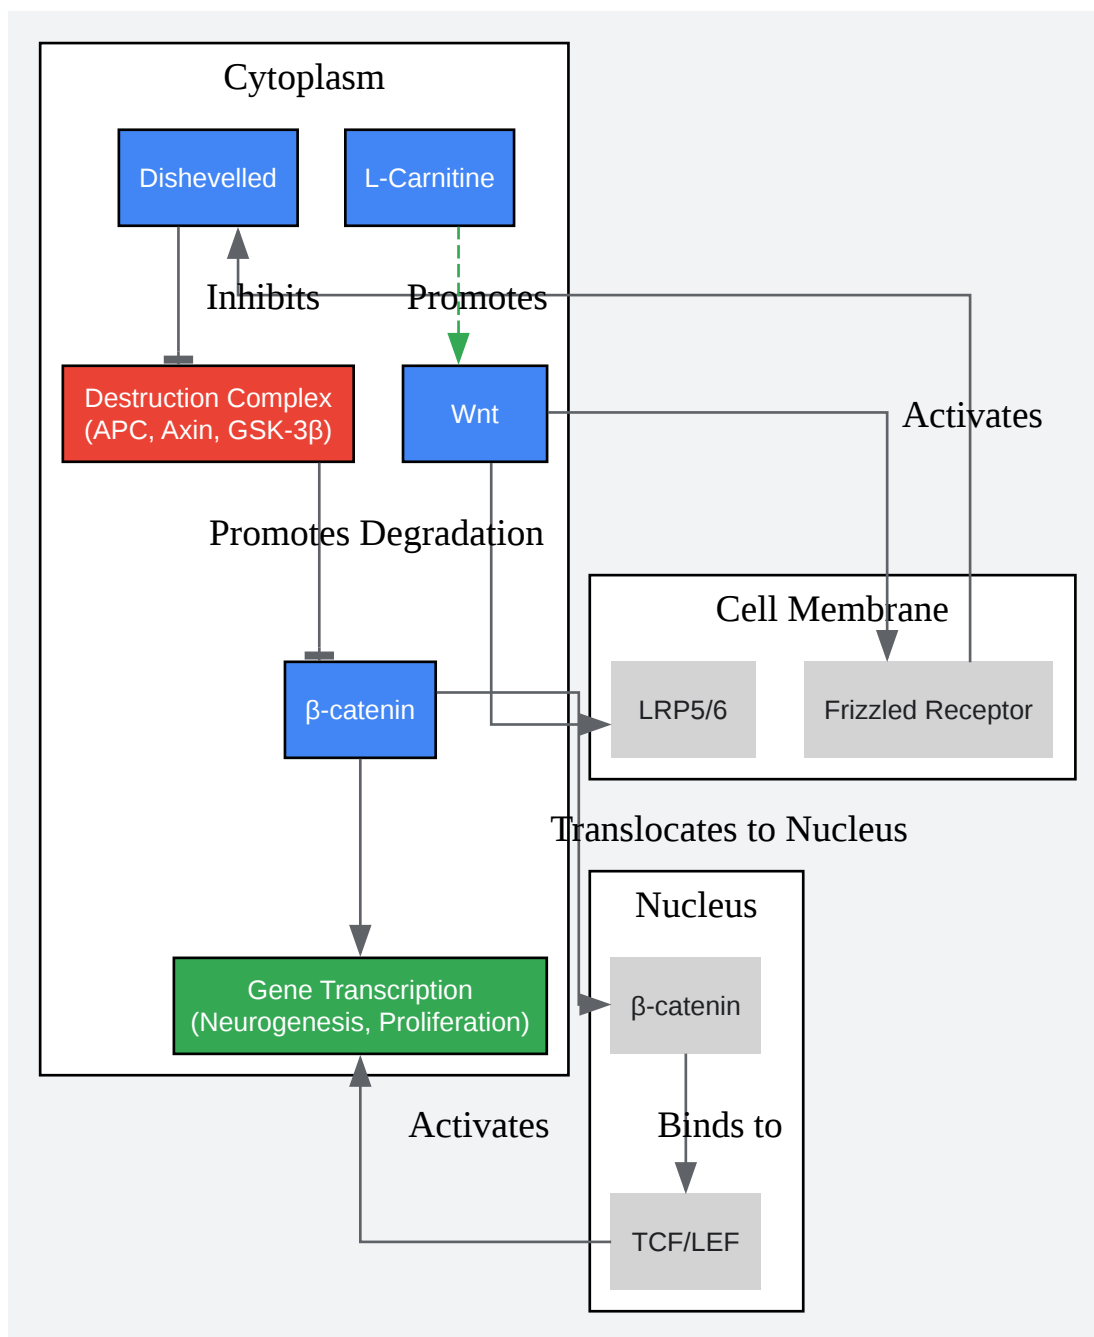 Cytoplasm
Dishevelled
L-Carnitine
Inhibits
Promotes
Destruction Complex
(APC, Axin, GSK-3β)
Wnt
Activates
Promotes Degradation
Cell Membrane
β-catenin
LRP5/6
Frizzled Receptor
Translocates to Nucleus
Nucleus
Gene Transcription
(Neurogenesis, Proliferation)
β-catenin
Activates
Binds to
TCF/LEF